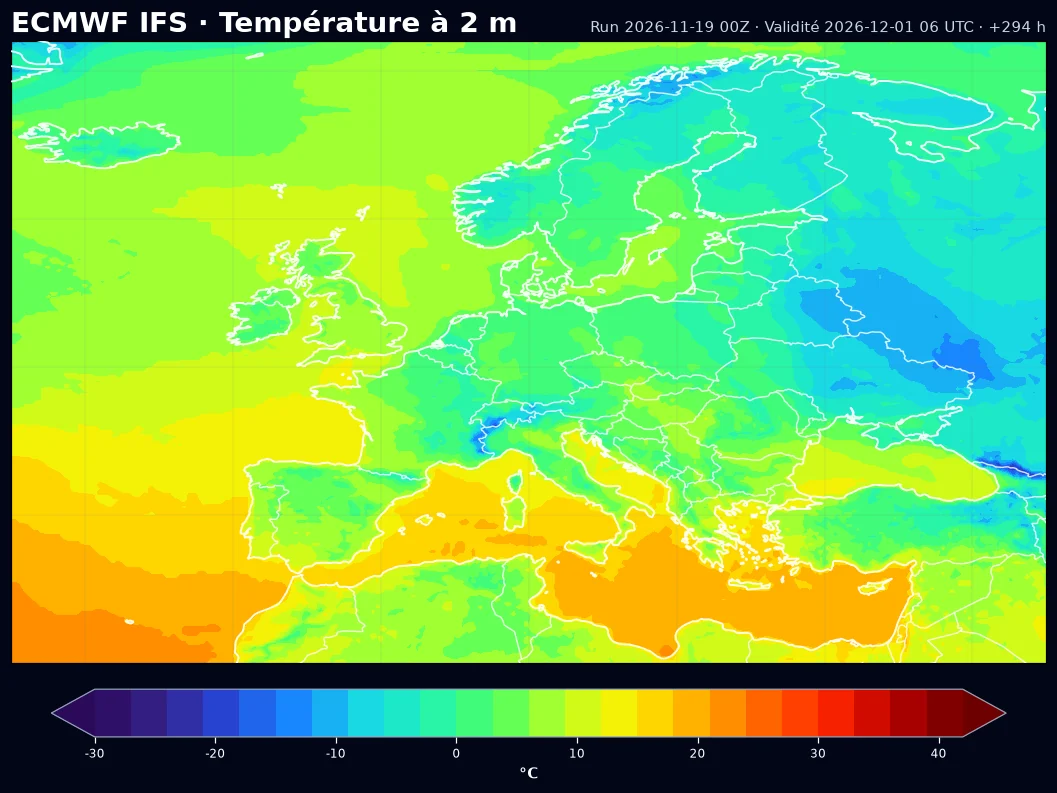 ECMWF IFS · Température à 2 m
Run 2026-11-19 00Z · Validité 2026-12-01 06 UTC · +294 h
-30 -20 -10 0 10 20 30 40
°C